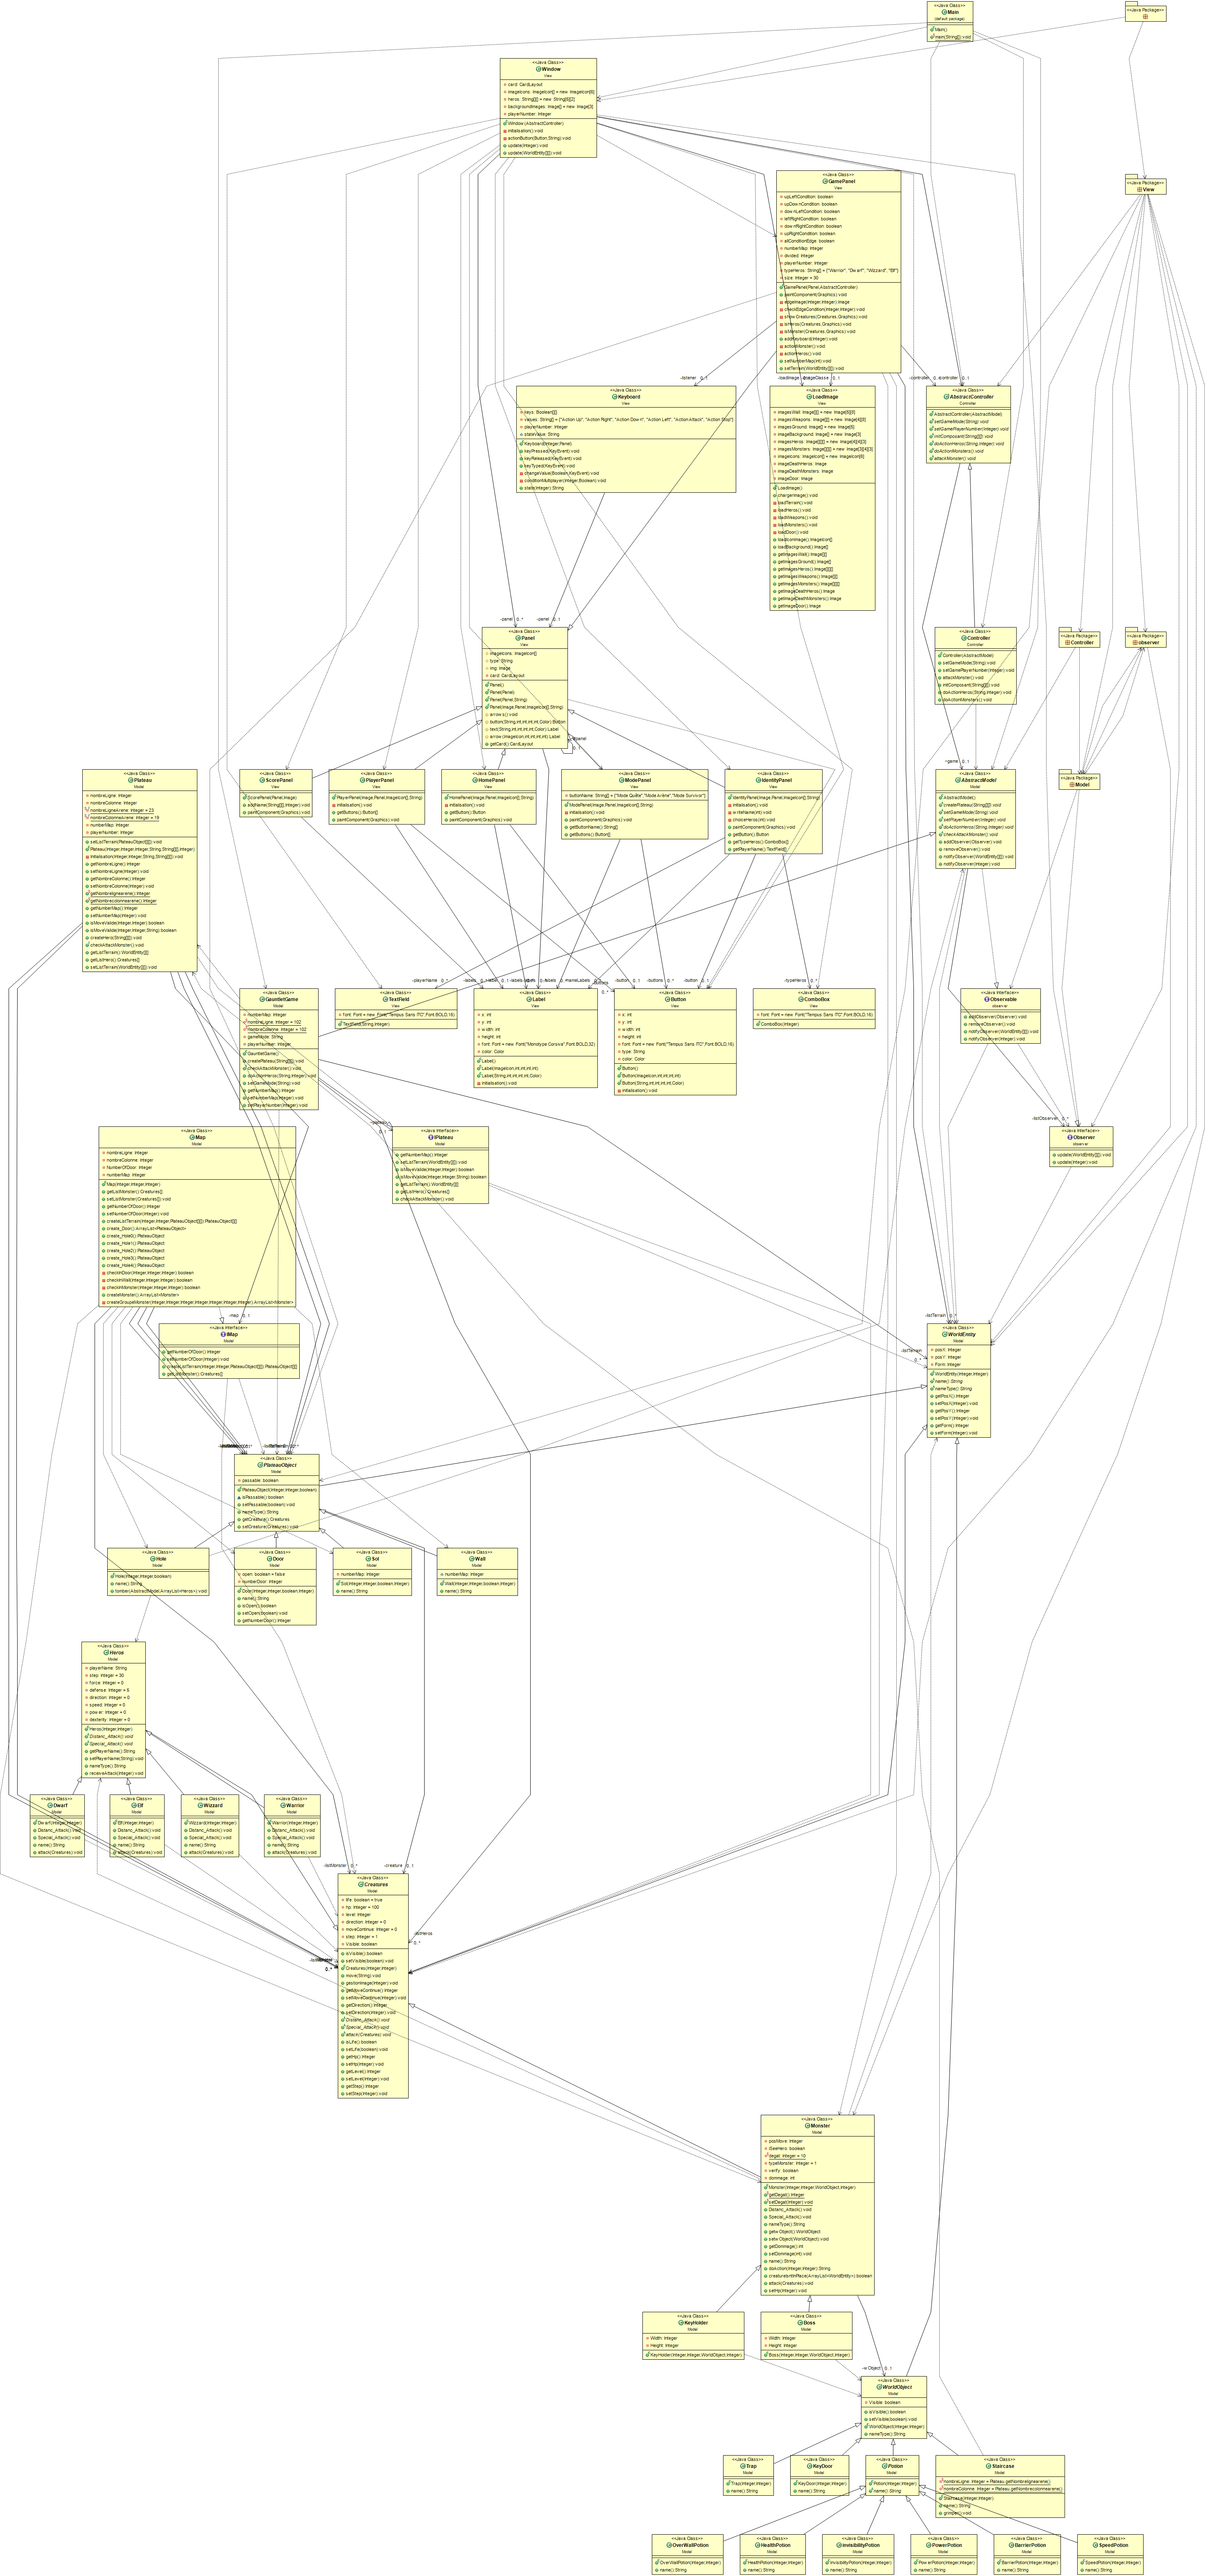 <<Java Class>>
Main
(default package)
Main()
main(String[]):void
<<Java Package>>
<<Java Class>>
Window
View
card: CardLayout
imageIcons: ImageIcon[] = new ImageIcon[6]
heros: String[][] = new String[6][2]
backgroundImages: Image[] = new Image[3]
playerNumber: Integer
Window(AbstractController)
initialisation():void
actionButton(Button,String):void
update(Integer):void
update(WorldEntity[][]):void
<<Java Class>>
GamePanel
View
upLeftCondition: boolean
upDownCondition: boolean
downLeftCondition: boolean
leftRightCondition: boolean
downRightCondition: boolean
upRightCondition: boolean
allConditionEdge: boolean
numberMap: Integer
divided: Integer
playerNumber: Integer
typeHeros: String[] = {"Warrior", "Dwarf", "Wizzard", "Elf"}
size: Integer = 30
GamePanel(Panel,AbstractController)
paintComponent(Graphics):void
edgeImage(Integer,Integer):Image
checkEdgeCondition(Integer,Integer):void
showCreatures(Creatures,Graphics):void
isHeros(Creatures,Graphics):void
isMonster(Creatures,Graphics):void
addKeyboard(Integer):void
actionMonster():void
actionHeros():void
setNumberMap(int):void
setTerrain(WorldEntity[][]):void
<<Java Package>>
View
-listener 0..1
<<Java Class>>
Keyboard
View
keys: Boolean[][]
values: String[] = {"Action Up", "Action Right", "Action Down", "Action Left", "Action Attack", "Action Stop"}
playerNumber: Integer
stateValue: String
Keyboard(Integer,Panel)
keyPressed(KeyEvent):void
keyReleased(KeyEvent):void
keyTyped(KeyEvent):void
changeValue(Boolean,KeyEvent):void
conditionMultiplayer(Integer,Boolean):void
state(Integer):String
<<Java Class>>
LoadImage
View
imagesWall: Image[][] = new Image[5][6]
imagesWeapons: Image[][] = new Image[4][8]
imagesGround: Image[] = new Image[5]
imageBackground: Image[] = new Image[3]
imagesHeros: Image[][][] = new Image[4][4][3]
imagesMonsters: Image[][][] = new Image[3][4][3]
imageIcons: ImageIcon[] = new ImageIcon[6]
imageDeathHeros: Image
imageDeathMonsters: Image
imageDoor: Image
LoadImage()
chargerImage():void
loadTerrain():void
loadHeros():void
loadWeapons():void
loadMonsters():void
loadDoor():void
loadIconImage():ImageIcon[]
loadBackground():Image[]
getImagesWall():Image[][]
getImagesGround():Image[]
getImagesHeros():Image[][][]
getImagesWeapons():Image[][]
getImagesMonsters():Image[][][]
getImageDeathHeros():Image
getImageDeathMonsters():Image
getImageDoor():Image
<<Java Class>>
AbstractController
Controller
AbstractController(AbstractModel)
setGameMode(String):void
setGamePlayerNumber(Integer):void
initComposant(String[][]):void
doActionHeros(String,Integer):void
doActionMonsters():void
attackMonster():void
-panel 0..*
-panel 0..1
<<Java Class>>
Panel
View
imageIcons: ImageIcon[]
type: String
img: Image
card: CardLayout
Panel()
Panel(Panel)
Panel(Panel,String)
Panel(Image,Panel,ImageIcon[],String)
arrows():void
button(String,int,int,int,int,Color):Button
text(String,int,int,int,int,Color):Label
arrow(ImageIcon,int,int,int,int):Label
getCard():CardLayout
<<Java Class>>
Controller
Controller
Controller(AbstractModel)
setGameMode(String):void
setGamePlayerNumber(Integer):void
attackMonster():void
initComposant(String[][]):void
doActionHeros(String,Integer):void
doActionMonsters():void
<<Java Package>>
Controller
<<Java Package>>
observer
<<Java Class>>
Plateau
Model
nombreLigne: Integer
nombreColonne: Integer
nombreLigneArene: Integer = 23
nombreColonneArene: Integer = 19
numberMap: Integer
playerNumber: Integer
setListTerrain(PlateauObject[][]):void
Plateau(Integer,Integer,Integer,String,String[][],Integer)
initialisation(Integer,Integer,String,String[][]):void
getNombreLigne():Integer
setNombreLigne(Integer):void
getNombreColonne():Integer
setNombreColonne(Integer):void
getNombrelignearene():Integer
getNombrecolonnearene():Integer
getNumberMap():Integer
setNumberMap(Integer):void
isMoveValide(Integer,Integer):boolean
isMoveValide(Integer,Integer,String):boolean
createHero(String[][]):void
checkAttackMonster():void
getListTerrain():WorldEntity[][]
getListHero():Creatures[]
setListTerrain(WorldEntity[][]):void
<<Java Class>>
ScorePanel
View
ScorePanel(Panel,Image)
addName(String[][],Integer):void
paintComponent(Graphics):void
<<Java Class>>
PlayerPanel
View
PlayerPanel(Image,Panel,ImageIcon[],String)
initialisation():void
getButtons():Button[]
paintComponent(Graphics):void
<<Java Class>>
HomePanel
View
HomePanel(Image,Panel,ImageIcon[],String)
initialisation():void
getButton():Button
paintComponent(Graphics):void
<<Java Class>>
ModePanel
View
buttonName: String[] = {"Mode Quête","Mode Arène","Mode Survivor"}
ModePanel(Image,Panel,ImageIcon[],String)
initialisation():void
paintComponent(Graphics):void
getButtonName():String[]
getButtons():Button[]
<<Java Class>>
IdentityPanel
View
IdentityPanel(Image,Panel,ImageIcon[],String)
initialisation():void
writeName(int):void
choiceHeros(int):void
paintComponent(Graphics):void
getButton():Button
getTypeHeros():ComboBox[]
getPlayerName():TextField[]
~game 0..1
<<Java Class>>
AbstractModel
Model
AbstractModel()
createPlateau(String[][]):void
setGameMode(String):void
setPlayerNumber(Integer):void
doActionHeros(String,Integer):void
checkAttackMonster():void
addObserver(Observer):void
removeObserver():void
notifyObserver(WorldEntity[][]):void
notifyObserver(Integer):void
<<Java Package>>
Model
<<Java Class>>
GauntletGame
Model
numberMap: Integer
nombreLigne: Integer = 102
nombreColonne: Integer = 102
gameMode: String
playerNumber: Integer
GauntletGame()
createPlateau(String[][]):void
checkAttackMonster():void
doActionHeros(String,Integer):void
setGameMode(String):void
getNumberMap():Integer
setNumberMap(Integer):void
setPlayerNumber(Integer):void
-playerName 0..*
<<Java Class>>
TextField
View
font: Font = new Font("Tempus Sans ITC",Font.BOLD,16)
TextField(String,Integer)
<<Java Class>>
Label
View
x: int
y: int
width: int
height: int
font: Font = new Font("Monotype Corsiva",Font.BOLD,32)
color: Color
Label()
Label(ImageIcon,int,int,int,int)
Label(String,int,int,int,int,Color)
initialisation():void
-button 0..1
-buttons 0..*
-button 0..1
<<Java Class>>
Button
View
x: int
y: int
width: int
height: int
font: Font = new Font("Tempus Sans ITC",Font.BOLD,16)
type: String
color: Color
Button()
Button(ImageIcon,int,int,int,int)
Button(String,int,int,int,int,Color)
initialisation():void
-typeHeros 0..*
<<Java Class>>
ComboBox
View
font: Font = new Font("Tempus Sans ITC",Font.BOLD,16)
ComboBox(Integer)
<<Java Interface>>
Observable
observer
addObserver(Observer):void
removeObserver():void
notifyObserver(WorldEntity[][]):void
notifyObserver(Integer):void
-listObserver 0..*
<<Java Interface>>
Observer
observer
update(WorldEntity[][]):void
update(Integer):void
<<Java Class>>
Map
Model
nombreLigne: Integer
nombreColonne: Integer
NumberOfDoor: Integer
numberMap: Integer
Map(Integer,Integer,Integer)
getListMonster():Creatures[]
setListMonster(Creatures[]):void
getNumberOfDoor():Integer
setNumberOfDoor(Integer):void
createListTerrain(Integer,Integer,PlateauObject[][]):PlateauObject[][]
create_Door():ArrayList<PlateauObject>
create_Hole0():PlateauObject
create_Hole1():PlateauObject
create_Hole2():PlateauObject
create_Hole3():PlateauObject
create_Hole4():PlateauObject
checkInDoor(Integer,Integer,Integer):boolean
checkInWall(Integer,Integer,Integer):boolean
checkInMonster(Integer,Integer,Integer):boolean
createMonster():ArrayList<Monster>
createGroupeMonster(Integer,Integer,Integer,Integer,Integer,Integer,Integer):ArrayList<Monster>
~plateau
0..1
<<Java Interface>>
IPlateau
Model
getNumberMap():Integer
setListTerrain(WorldEntity[][]):void
isMoveValide(Integer,Integer):boolean
isMoveValide(Integer,Integer,String):boolean
getListTerrain():WorldEntity[][]
getListHero():Creatures[]
checkAttackMonster():void
-map 0..1
<<Java Interface>>
IMap
Model
getNumberOfDoor():Integer
setNumberOfDoor(Integer):void
createListTerrain(Integer,Integer,PlateauObject[][]):PlateauObject[][]
getListMonster():Creatures[]
-listTerrain 0..*
-listTerrain
0..*
<<Java Class>>
WorldEntity
Model
posX: Integer
posY: Integer
Form: Integer
WorldEntity(Integer,Integer)
name():String
nameType():String
getPosX():Integer
setPosX(Integer):void
getPosY():Integer
setPosY(Integer):void
getForm():Integer
setForm(Integer):void
<<Java Class>>
PlateauObject
Model
passable: boolean
PlateauObject(Integer,Integer,boolean)
isPassable():boolean
setPassable(boolean):void
nameType():String
getCreature():Creatures
setCreature(Creatures):void
<<Java Class>>
Hole
Model
Hole(Integer,Integer,boolean)
name():String
tomber(AbstractModel,ArrayList<Heros>):void
<<Java Class>>
Door
Model
open: boolean = false
numberDoor: Integer
Door(Integer,Integer,boolean,Integer)
name():String
isOpen():boolean
setOpen(boolean):void
getNumberDoor():Integer
<<Java Class>>
Sol
Model
numberMap: Integer
Sol(Integer,Integer,boolean,Integer)
name():String
<<Java Class>>
Wall
Model
numberMap: Integer
Wall(Integer,Integer,boolean,Integer)
name():String
<<Java Class>>
Heros
Model
playerName: String
step: Integer = 30
force: Integer = 0
defense: Integer = 5
direction: Integer = 0
speed: Integer = 0
power: Integer = 0
dexterity: Integer = 0
Heros(Integer,Integer)
Distanc_Attack():void
Special_Attack():void
getPlayerName():String
setPlayerName(String):void
nameType():String
receiveAttack(Integer):void
<<Java Class>>
Dwarf
Model
Dwarf(Integer,Integer)
Distanc_Attack():void
Special_Attack():void
name():String
attack(Creatures):void
<<Java Class>>
Elf
Model
Elf(Integer,Integer)
Distanc_Attack():void
Special_Attack():void
name():String
attack(Creatures):void
<<Java Class>>
Wizzard
Model
Wizzard(Integer,Integer)
Distanc_Attack():void
Special_Attack():void
name():String
attack(Creatures):void
<<Java Class>>
Warrior
Model
Warrior(Integer,Integer)
Distanc_Attack():void
Special_Attack():void
name():String
attack(Creatures):void
-listMonster 0..*
-creature 0..1
<<Java Class>>
Creatures
Model
life: boolean = true
hp: Integer = 100
level: Integer
direction: Integer = 0
moveContinue: Integer = 0
step: Integer = 1
Visible: boolean
isVisible():boolean
setVisible(boolean):void
Creatures(Integer,Integer)
move(String):void
gestionImage(Integer):void
getMoveContinue():Integer
setMoveContinue(Integer):void
getDirection():Integer
setDirection(Integer):void
Distanc_Attack():void
Special_Attack():void
attack(Creatures):void
isLife():boolean
setLife(boolean):void
getHp():Integer
setHp(Integer):void
getLevel():Integer
setLevel(Integer):void
getStep():Integer
setStep(Integer):void
-listHeros
0..*
0..*
<<Java Class>>
Monster
Model
posMove: Integer
iSeeHero: boolean
degat: Integer = 10
typeMonster: Integer = 1
verify: boolean
dommage: int
Monster(Integer,Integer,WorldObject,Integer)
getDegat():Integer
setDegat(Integer):void
Distanc_Attack():void
Special_Attack():void
nameType():String
getwObject():WorldObject
setwObject(WorldObject):void
getDommage():int
setDommage(int):void
name():String
doAction(Integer,Integer):String
creatureIsntInPlace(ArrayList<WorldEntity>):boolean
attack(Creatures):void
setHp(Integer):void
<<Java Class>>
KeyHolder
Model
Width: Integer
Height: Integer
KeyHolder(Integer,Integer,WorldObject,Integer)
<<Java Class>>
Boss
Model
Width: Integer
Height: Integer
Boss(Integer,Integer,WorldObject,Integer)
-wObject 0..1
<<Java Class>>
WorldObject
Model
Visible: boolean
isVisible():boolean
setVisible(boolean):void
WorldObject(Integer,Integer)
nameType():String
<<Java Class>>
Trap
Model
Trap(Integer,Integer)
name():String
<<Java Class>>
KeyDoor
Model
KeyDoor(Integer,Integer)
name():String
<<Java Class>>
Potion
Model
Potion(Integer,Integer)
name():String
<<Java Class>>
Staircase
Model
nombreLigne: Integer = Plateau.getNombrelignearene()
nombreColonne: Integer = Plateau.getNombrecolonnearene()
Staircase(Integer,Integer)
name():String
grimper():void
<<Java Class>>
OverWallPotion
Model
OverWallPotion(Integer,Integer)
name():String
<<Java Class>>
HealthPotion
Model
HealthPotion(Integer,Integer)
name():String
<<Java Class>>
InvisibilityPotion
Model
InvisibilityPotion(Integer,Integer)
name():String
<<Java Class>>
PowerPotion
Model
PowerPotion(Integer,Integer)
name():String
<<Java Class>>
BarrierPotion
Model
BarrierPotion(Integer,Integer)
name():String
<<Java Class>>
SpeedPotion
Model
SpeedPotion(Integer,Integer)
name():String